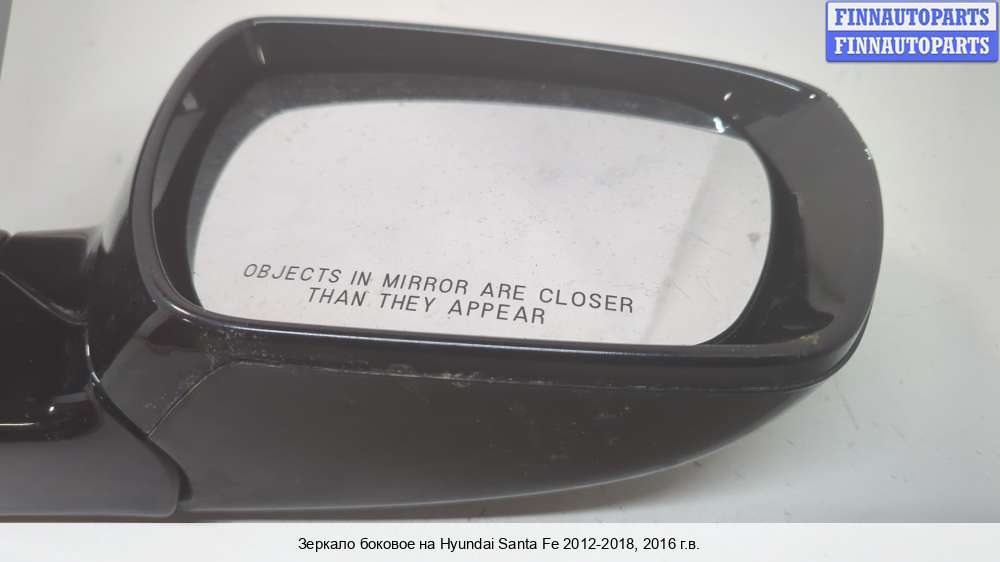 FINNAUTOPARTS
FINNAUTOPARTS
OBJECTS IN MIRROR ARE CLOSER
THAN THEY APPEAR
Зеркало боковое на Hyundai Santa Fe 2012-2018, 2016 г.в.